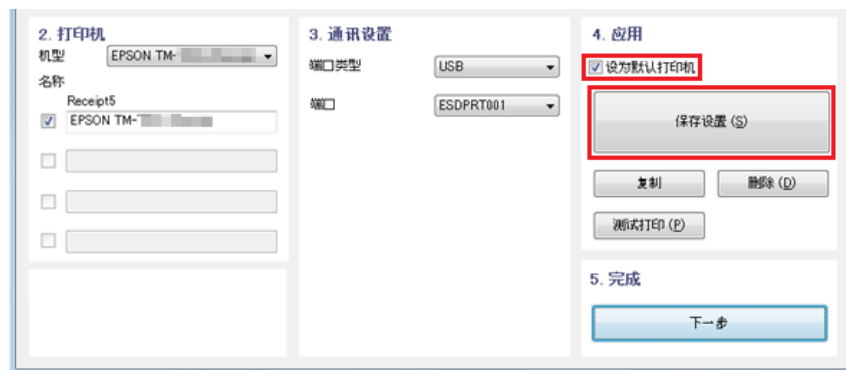 2. 打印机
机型
EPSON TM-
名称
Receipt5
EPSON TM-
3. 通讯设置
端口类型
USB
端口
ESDPRT001
4. 应用
设为默认打印机
保存设置 (S)
复制
删除 (D)
测试打印 (P)
5. 完成
下一步